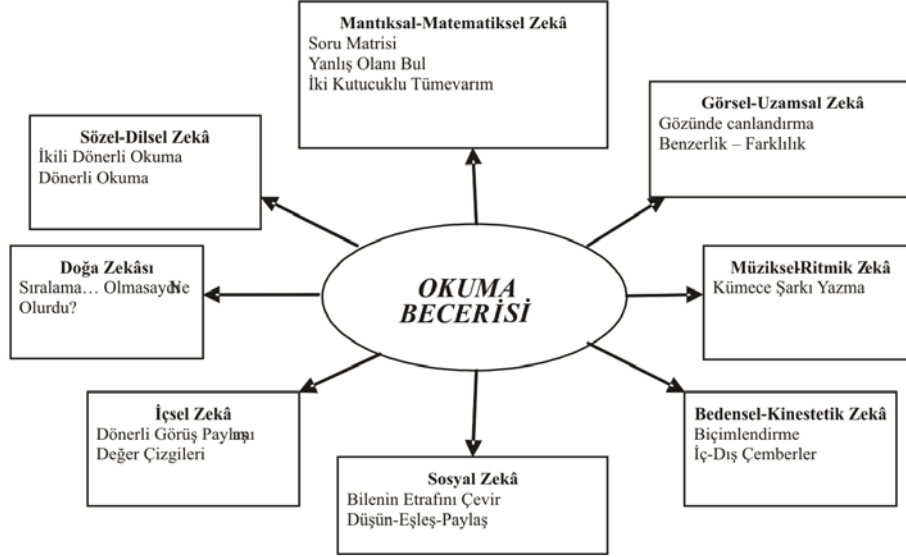 Mantıksal-Matematiksel Zekâ
Soru Matrisi
Yanlış Olanı Bul
İki Kutucuklu Tümevarım
Görsel-Uzamsal Zekâ
Gözünde canlandırma
Benzerlik – Farklılık
Sözel-Dilsel Zekâ
İkili Dönerli Okuma
Dönerli Okuma
Doğa Zekâsı
Sıralama… Olmasaydı Ne
Olurdu?
OKUMA
BECERİSİ
Müziksel-Ritmik Zekâ
Kümece Şarkı Yazma
İçsel Zekâ
Dönerli Görüş Paylaşımı
Değer Çizgileri
Sosyal Zekâ
Bilenin Etrafını Çevir
Düşün-Eşleş-Paylaş
Bedensel-Kinestetik Zekâ
Biçimlendirme
İç-Dış Çemberler